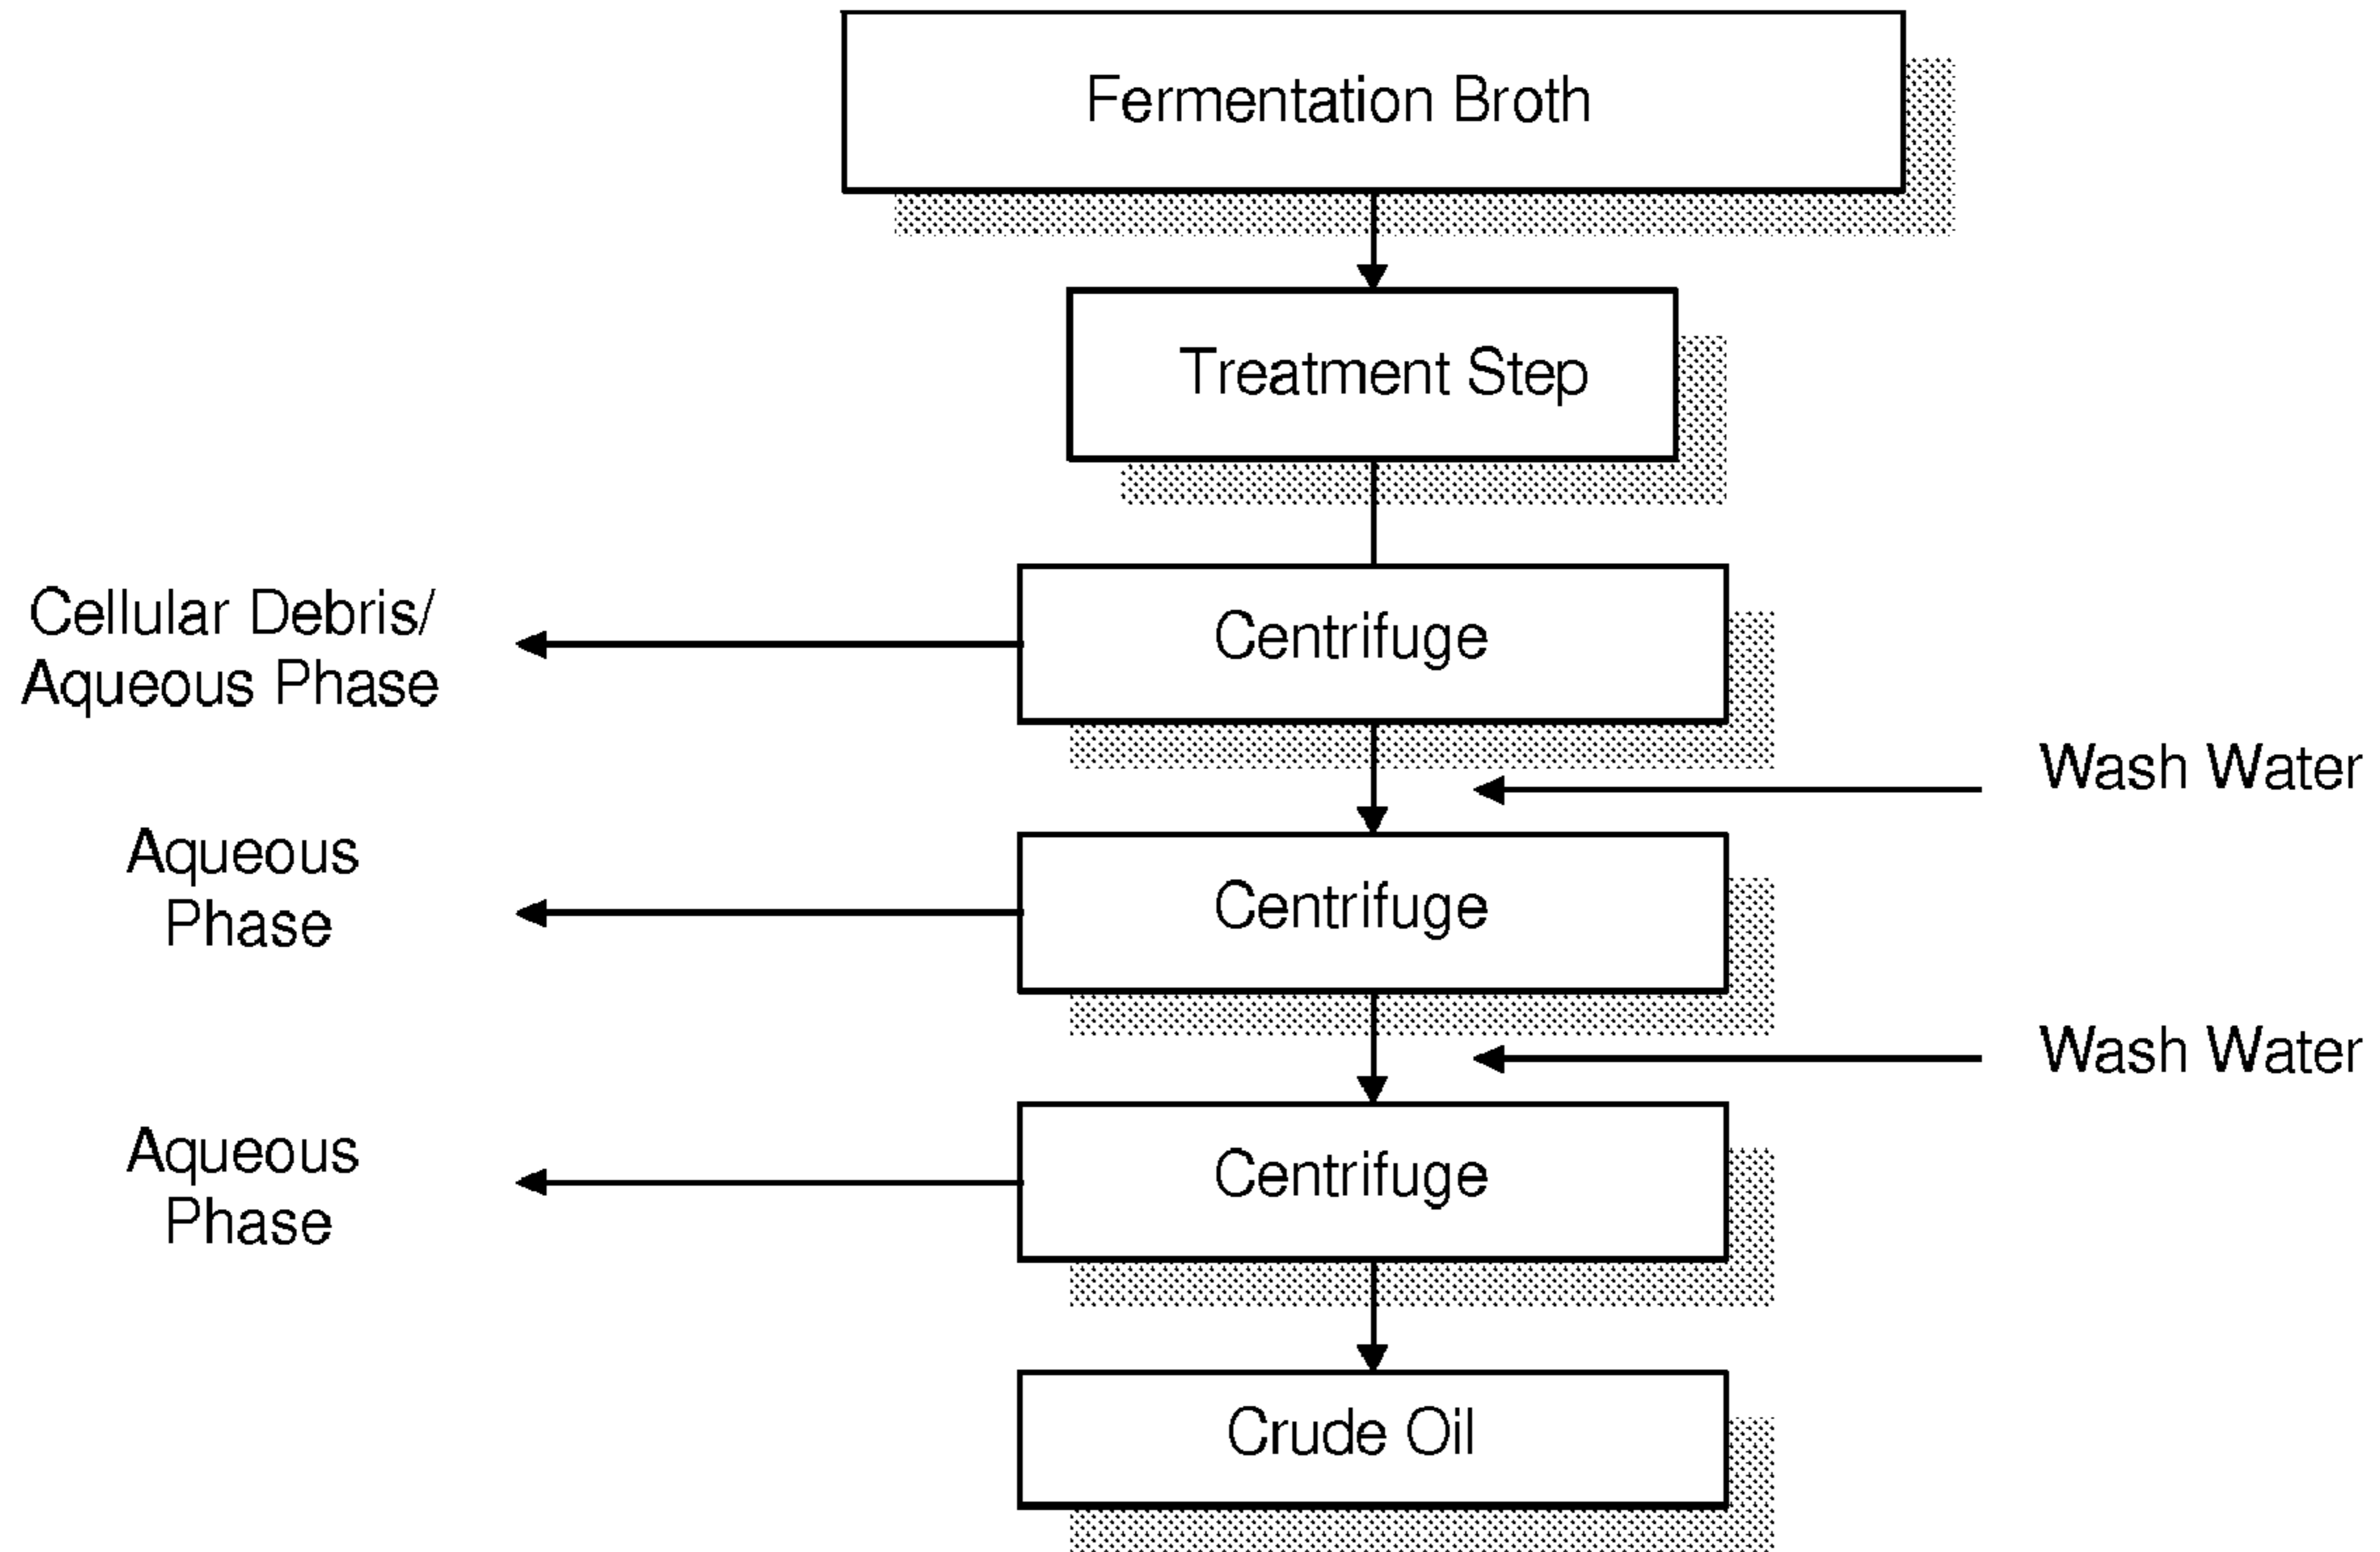 Fermentation Broth
Treatment Step
Cellular Debris/
Aqueous Phase
Centrifuge
Wash Water
Aqueous
Phase
Centrifuge
Wash Water
Aqueous
Phase
Centrifuge
Crude Oil